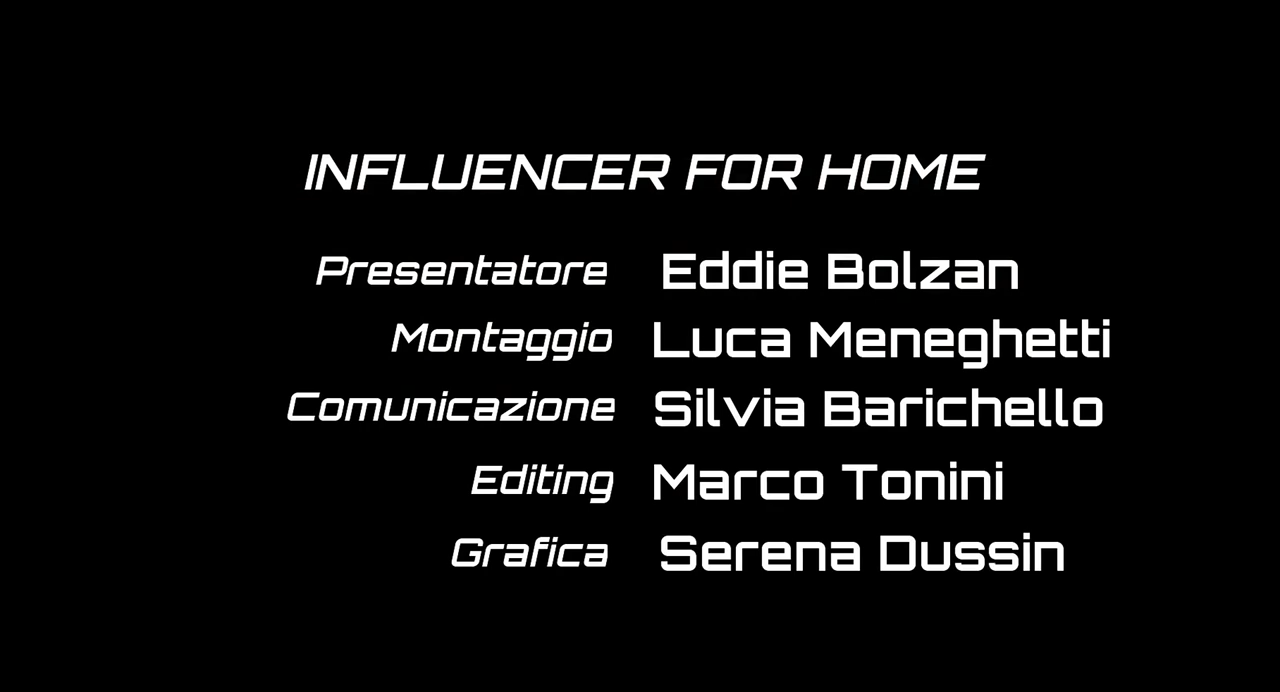 INFLUENCER FOR HOME
Presentatore Eddie Bolzan
Montaggio Luca Meneghetti
Comunicazione Silvia Barichello
Editing Marco Tonini
Grafica Serena Dussin